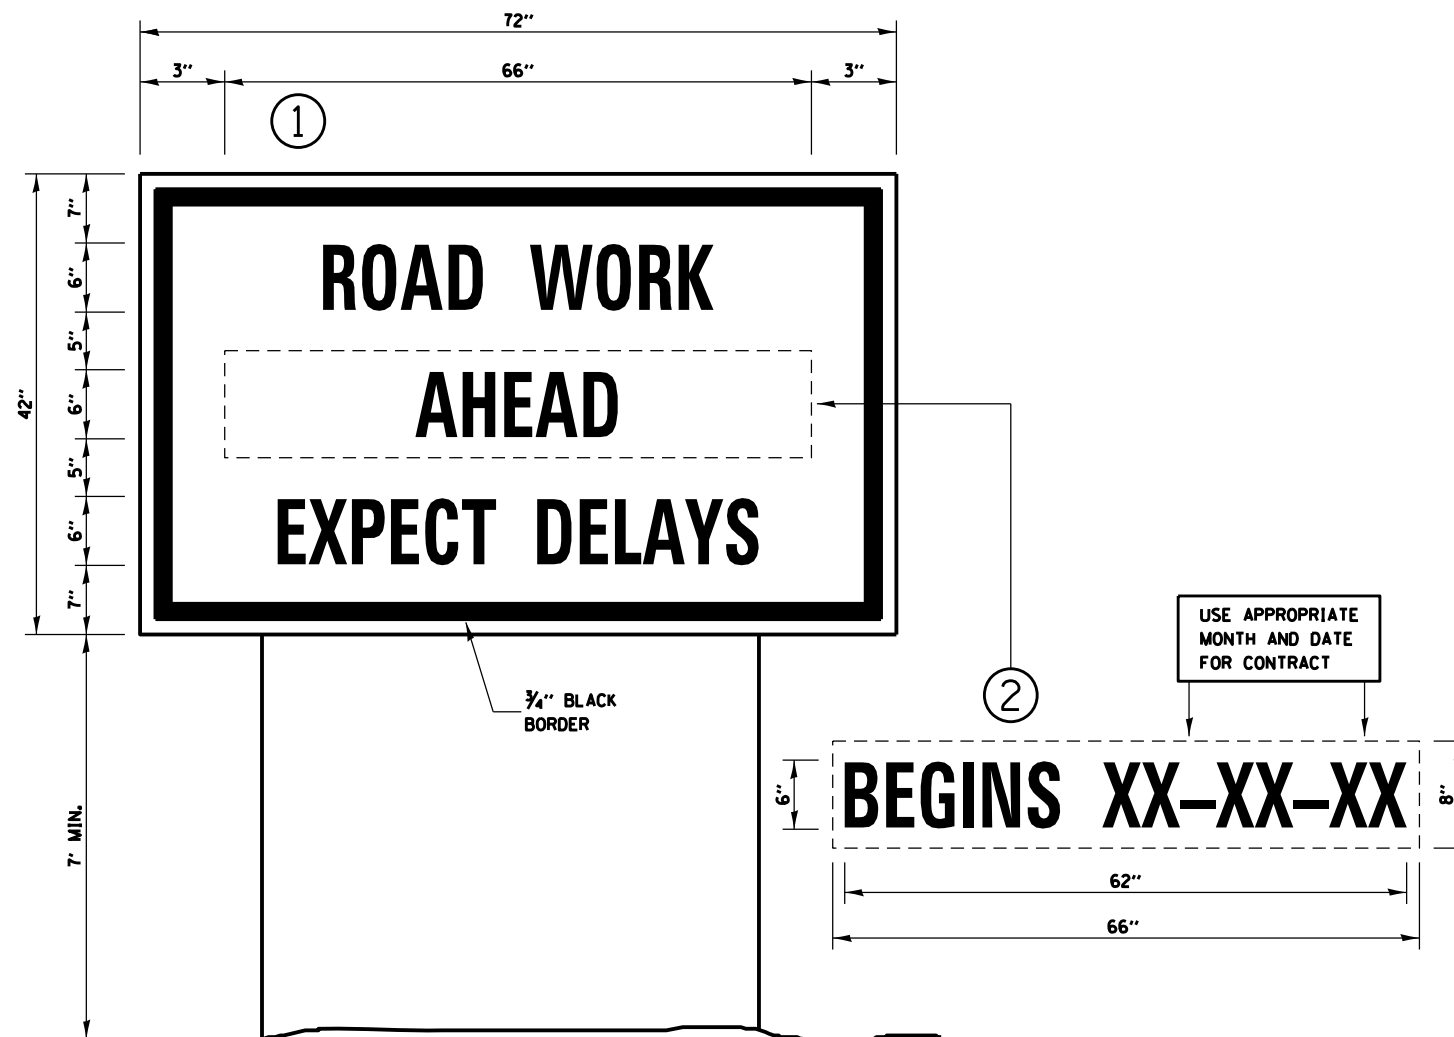 72"
3" 66" 3"
1
7"
6"
5"
6"
5"
6"
7"
42"
7' MIN.
ROAD WORK
AHEAD
EXPECT DELAYS
3/4" BLACK
BORDER
2
USE APPROPRIATE
MONTH AND DATE
FOR CONTRACT
6"
BEGINS XX-XX-XX
8"
62"
66"